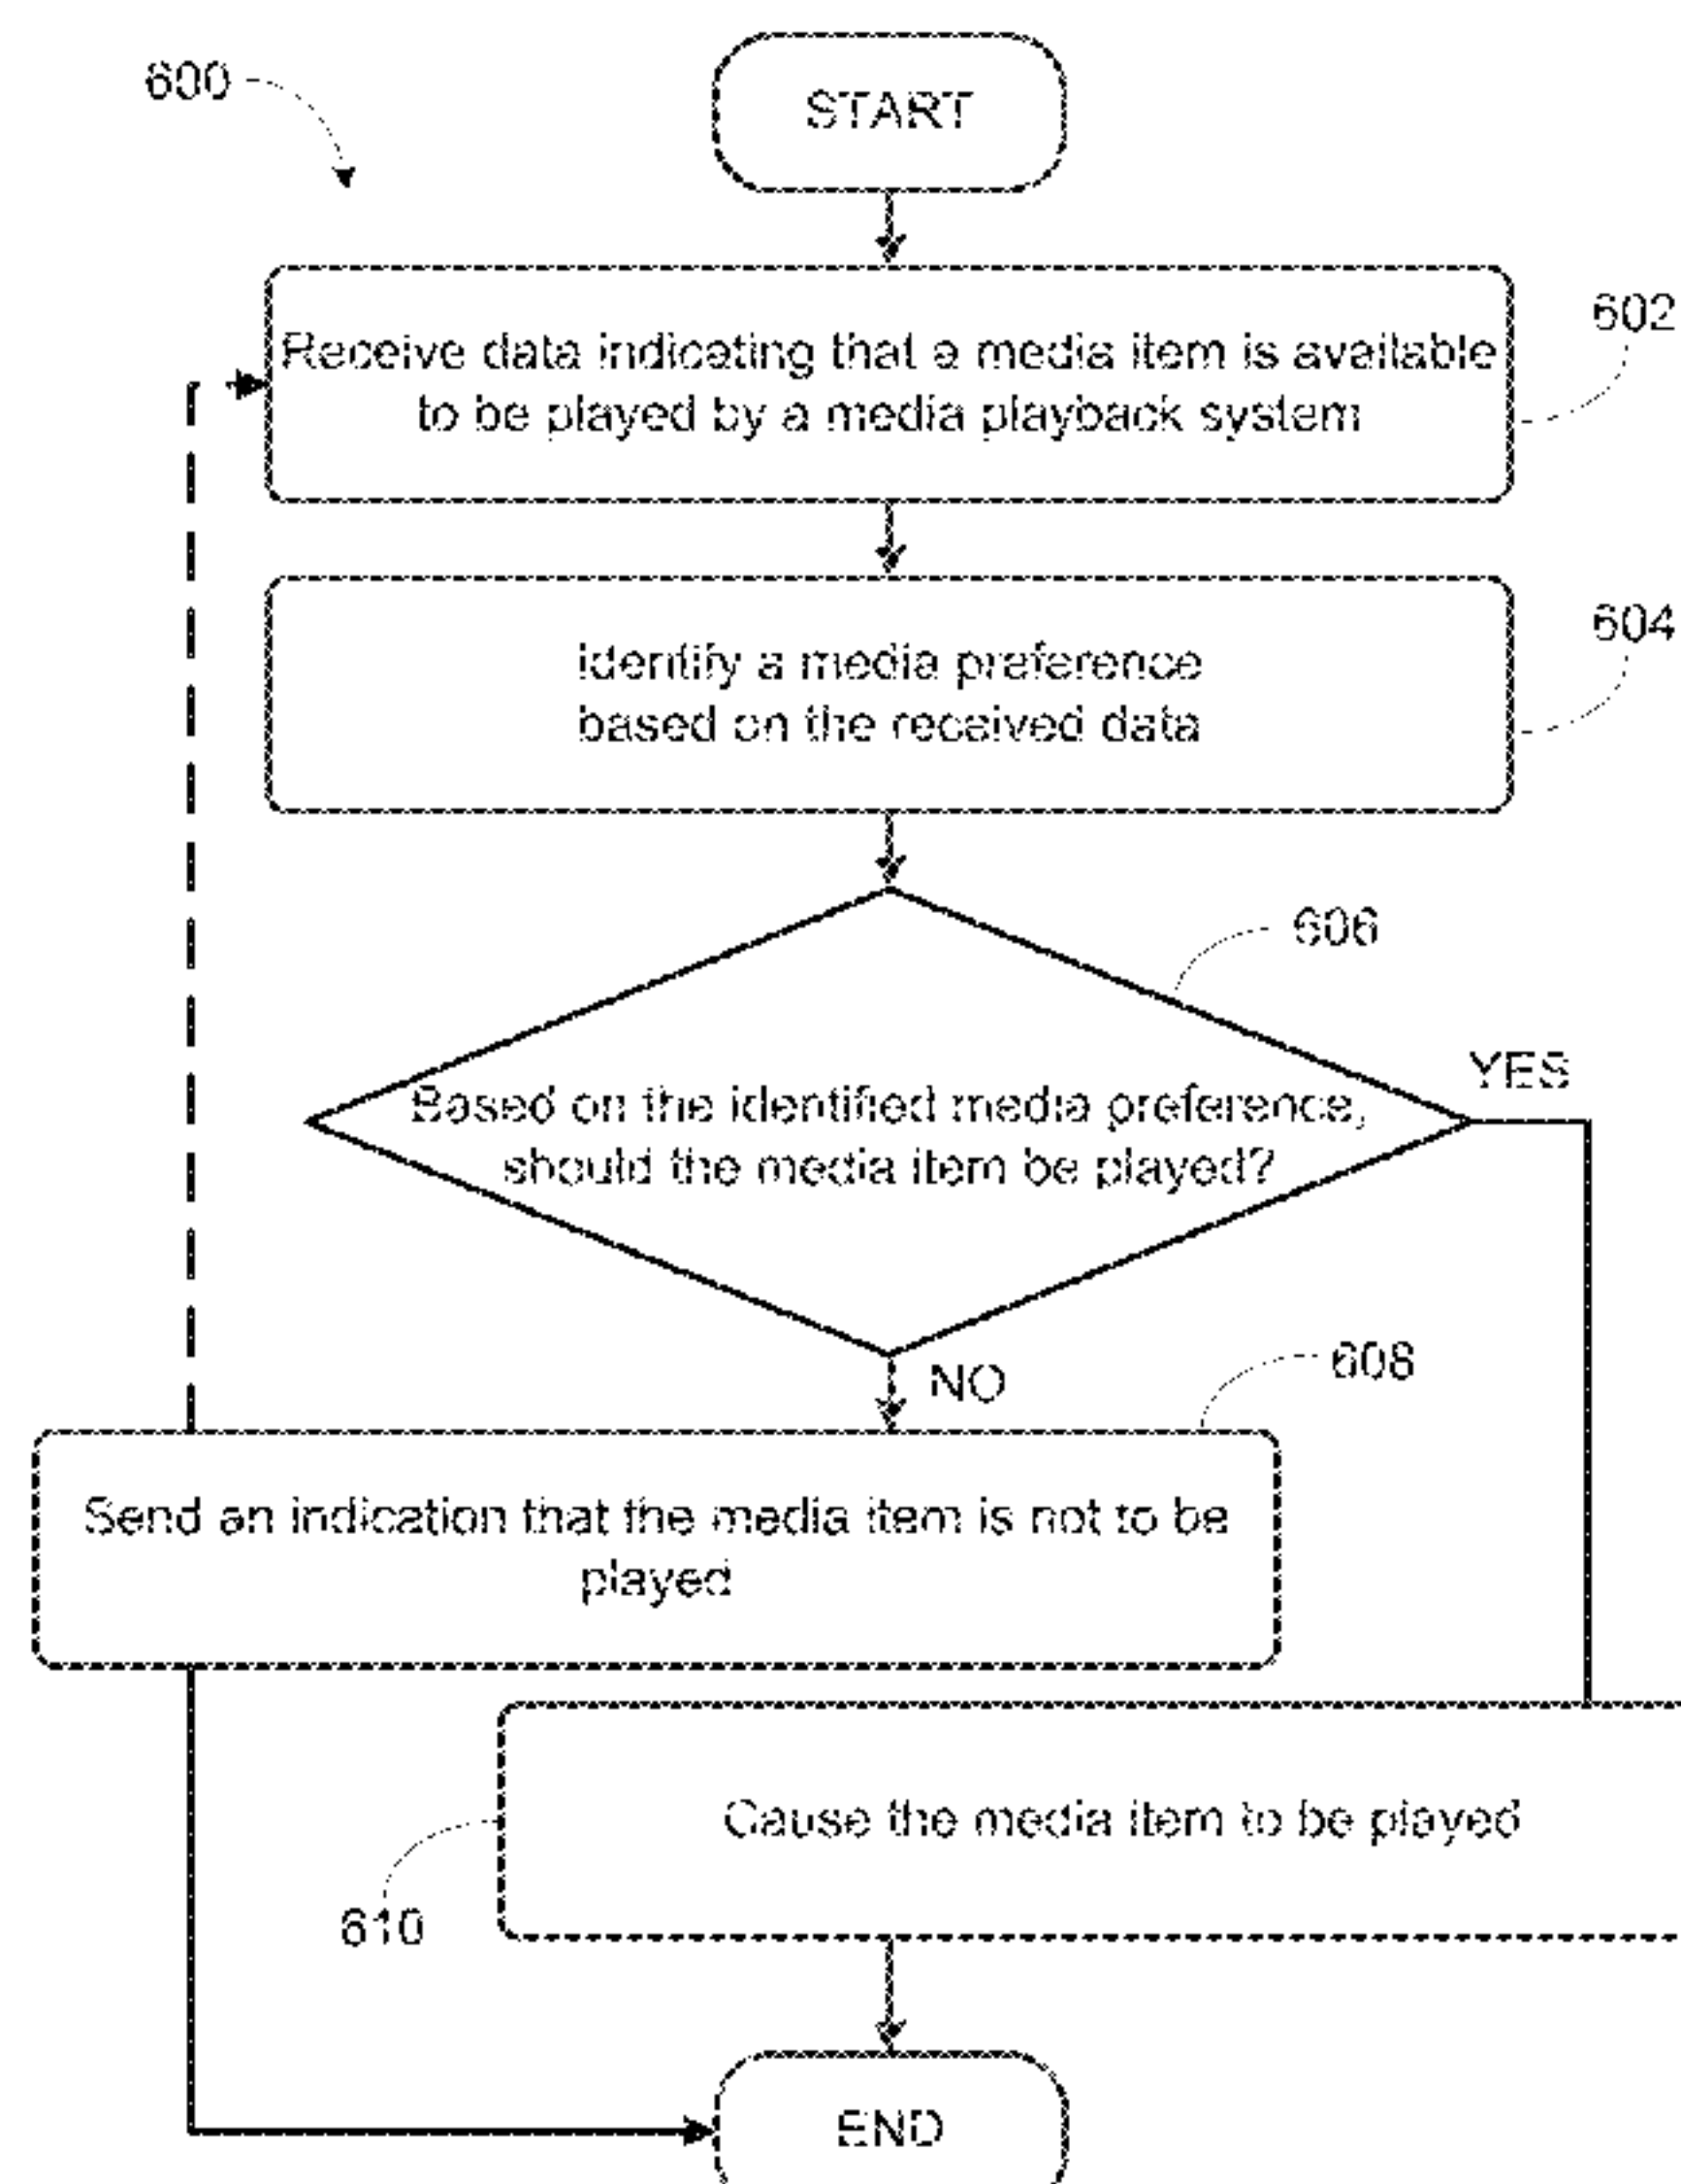 600
START
602
Receive data indicating that a media item is available
to be played by a media playback system
604
identify a media preference
based on the received data
606
YES
Based on the identified media preference,
should the media item be played?
NO
608
Send an indication that the media item is not to be
played
Cause the media item to be played
610
END